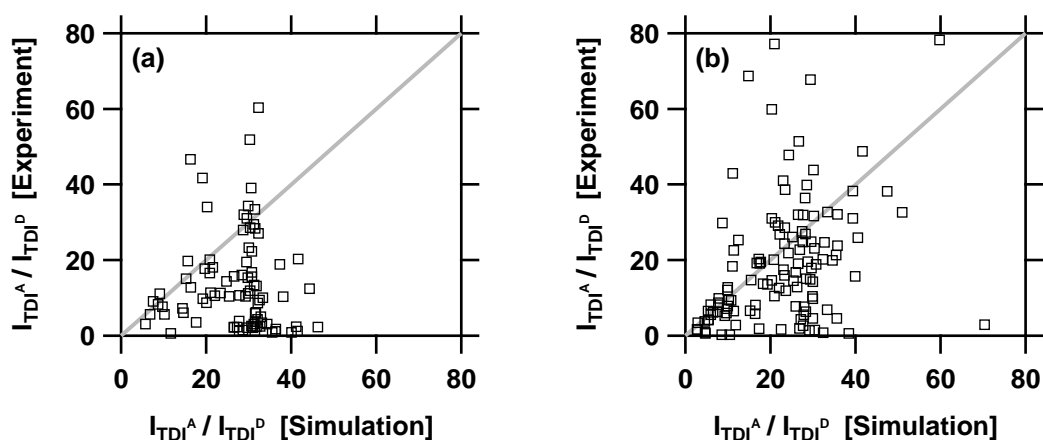 80
60
40
20
0
I_TDI^A / I_TDI^D [Experiment]
(a)
0 20 40 60 80
I_TDI^A / I_TDI^D [Simulation]
80
60
40
20
0
I_TDI^A / I_TDI^D [Experiment]
(b)
0 20 40 60 80
I_TDI^A / I_TDI^D [Simulation]